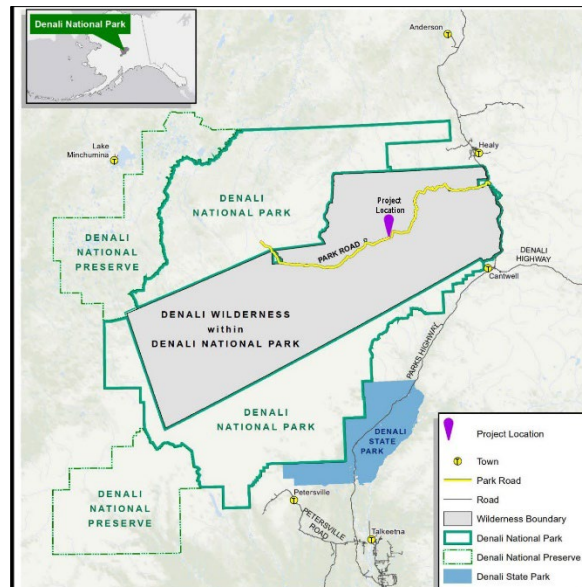 Denali National Park
Anderson
Lake
Minchumina
Healy
DENALI
NATIONAL PARK
Project
Location
DENALI
NATIONAL
PRESERVE
PARK ROAD
DENALI
HIGHWAY
Cantwell
DENALI WILDERNESS
within
DENALI NATIONAL PARK
PARKS HIGHWAY
DENALI
NATIONAL PARK
DENALI
STATE
PARK
DENALI
NATIONAL
PRESERVE
Petersville
PETERSVILLE
ROAD
Talkeetna
Project Location
T Town
Park Road
Road
Wilderness Boundary
Denali National Park
Denali National Preserve
Denali State Park